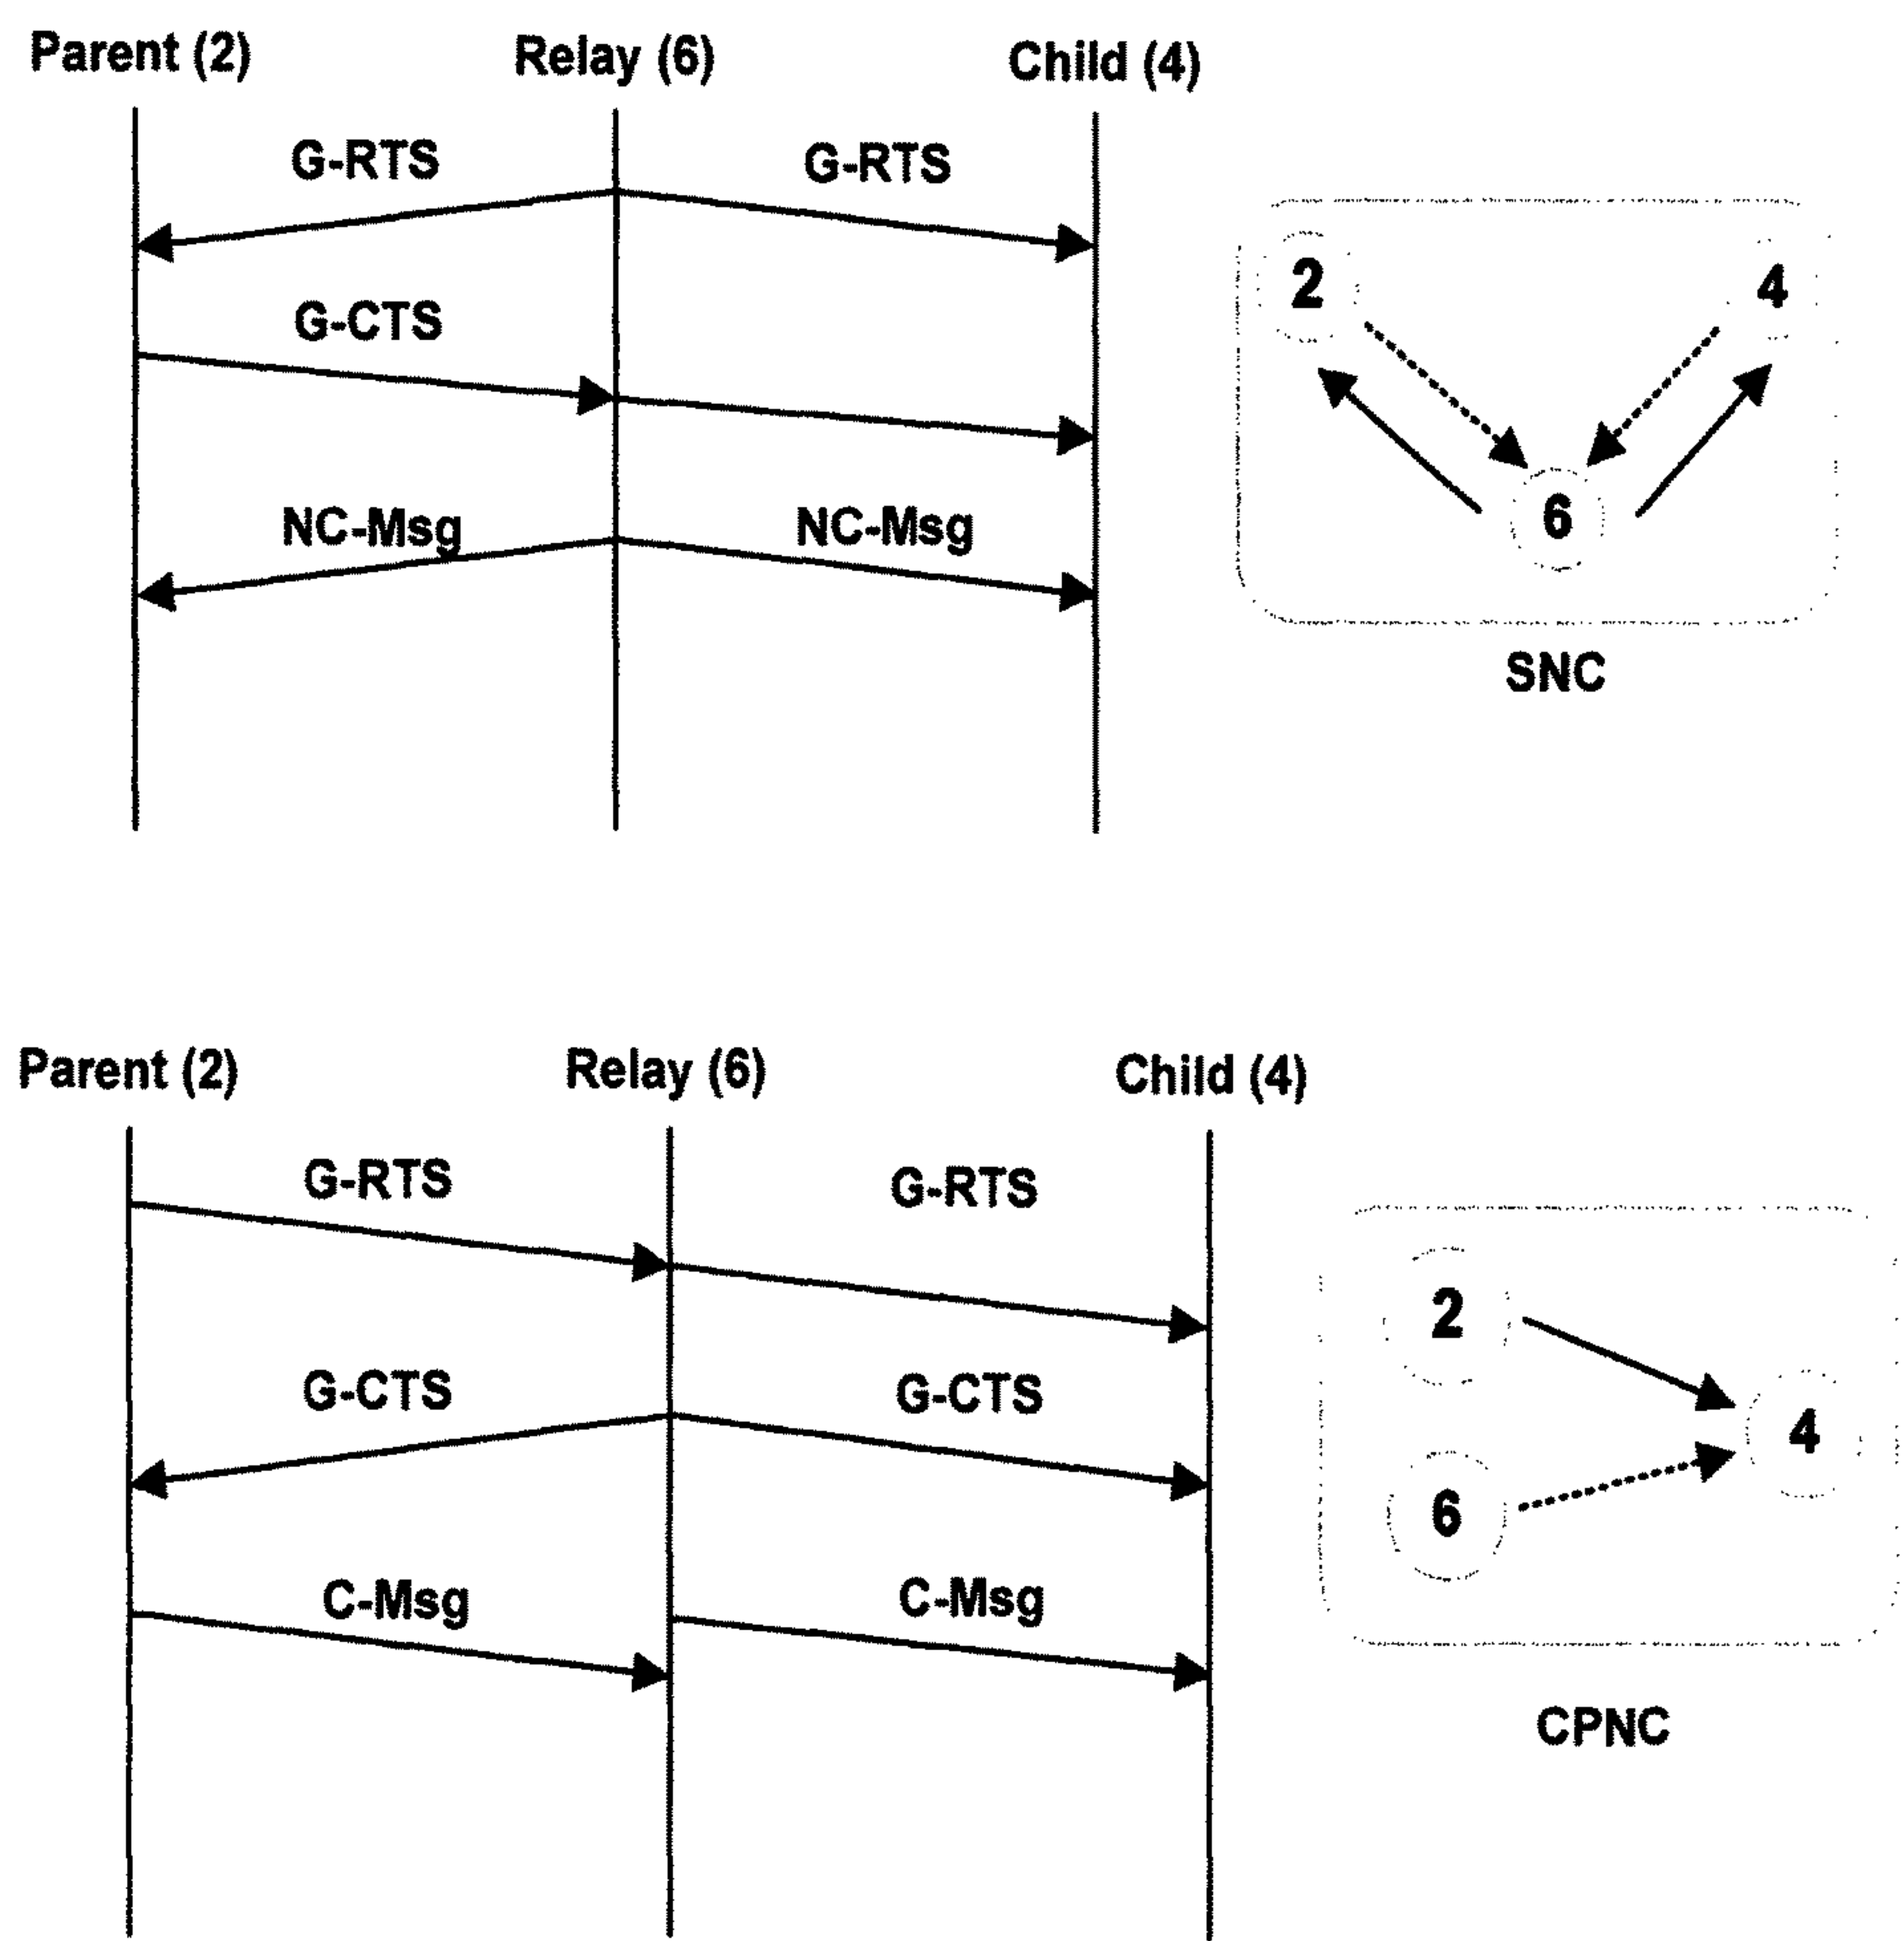 Parent (2) Relay (6) Child (4)
G-RTS G-RTS
2 4
G-CTS
6
NC-Msg NC-Msg
SNC
Parent (2) Relay (6) Child (4)
G-RTS G-RTS
2
G-CTS G-CTS
4
6
C-Msg C-Msg
CPNC